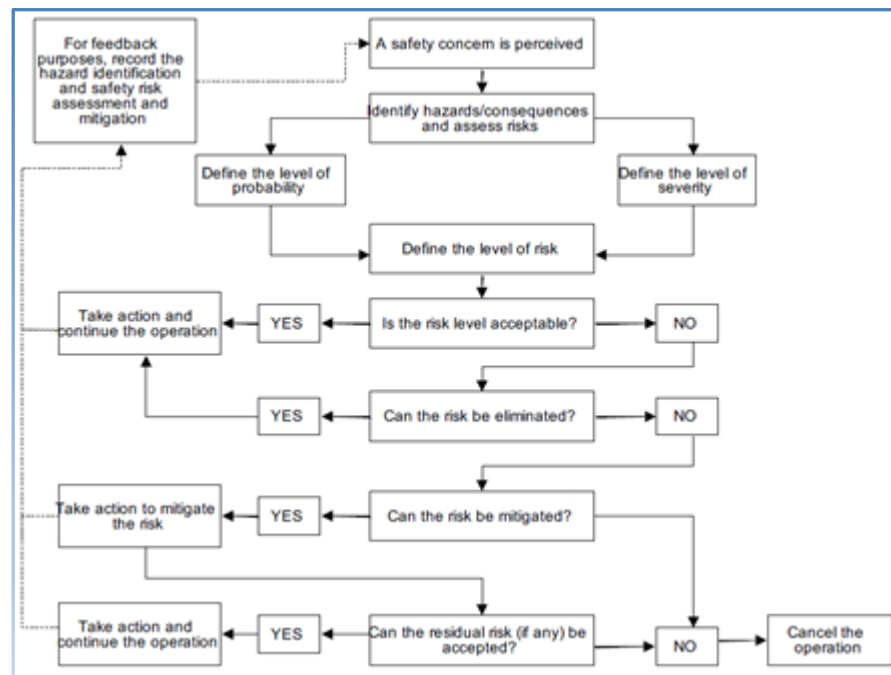 For feedback
purposes, record the
hazard identification
and safety risk
assessment and
mitigation
A safety concern is perceived
Identify hazards/consequences
and assess risks
Define the level of
probability
Define the level of
severity
Define the level of risk
Take action and
continue the operation
YES
Is the risk level acceptable?
NO
YES
Can the risk be eliminated?
NO
Take action to mitigate
the risk
YES
Can the risk be mitigated?
Take action and
continue the operation
YES
Can the residual risk (if any) be
accepted?
NO
Cancel the
operation